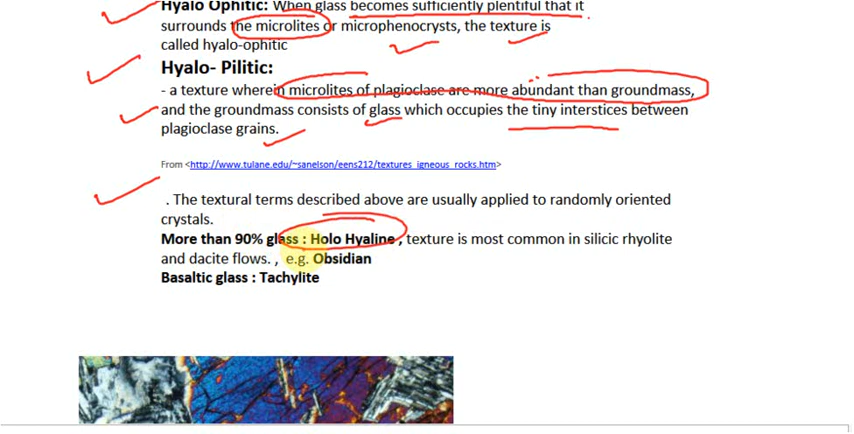 Hyalo Ophitic: When glass becomes sufficiently plentiful that it
surrounds the microlites or microphenocrysts, the texture is
called hyalo-ophitic
Hyalo- Pilitic:
- a texture wherein microlites of plagioclase are more abundant than groundmass,
and the groundmass consists of glass which occupies the tiny interstices between
plagioclase grains.
From <http://www.tulane.edu/~sanelson/eens212/textures_igneous_rocks.htm>
. The textural terms described above are usually applied to randomly oriented
crystals.
More than 90% glass : Holo Hyaline , texture is most common in silicic rhyolite
and dacite flows. , e.g. Obsidian
Basaltic glass : Tachylite